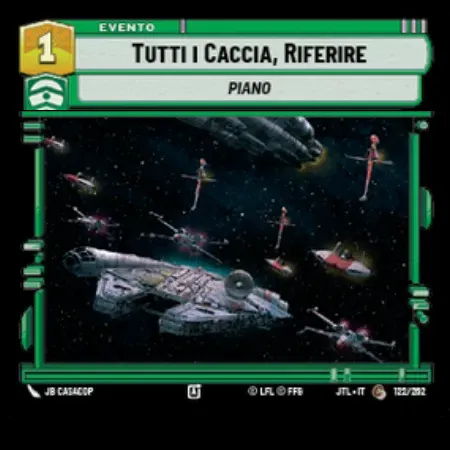 EVENTO
1
TUTTI I CACCIA, RIFERIRE
PIANO
JB CASACOP
© LFL © FFG
JTL • IT
122/262